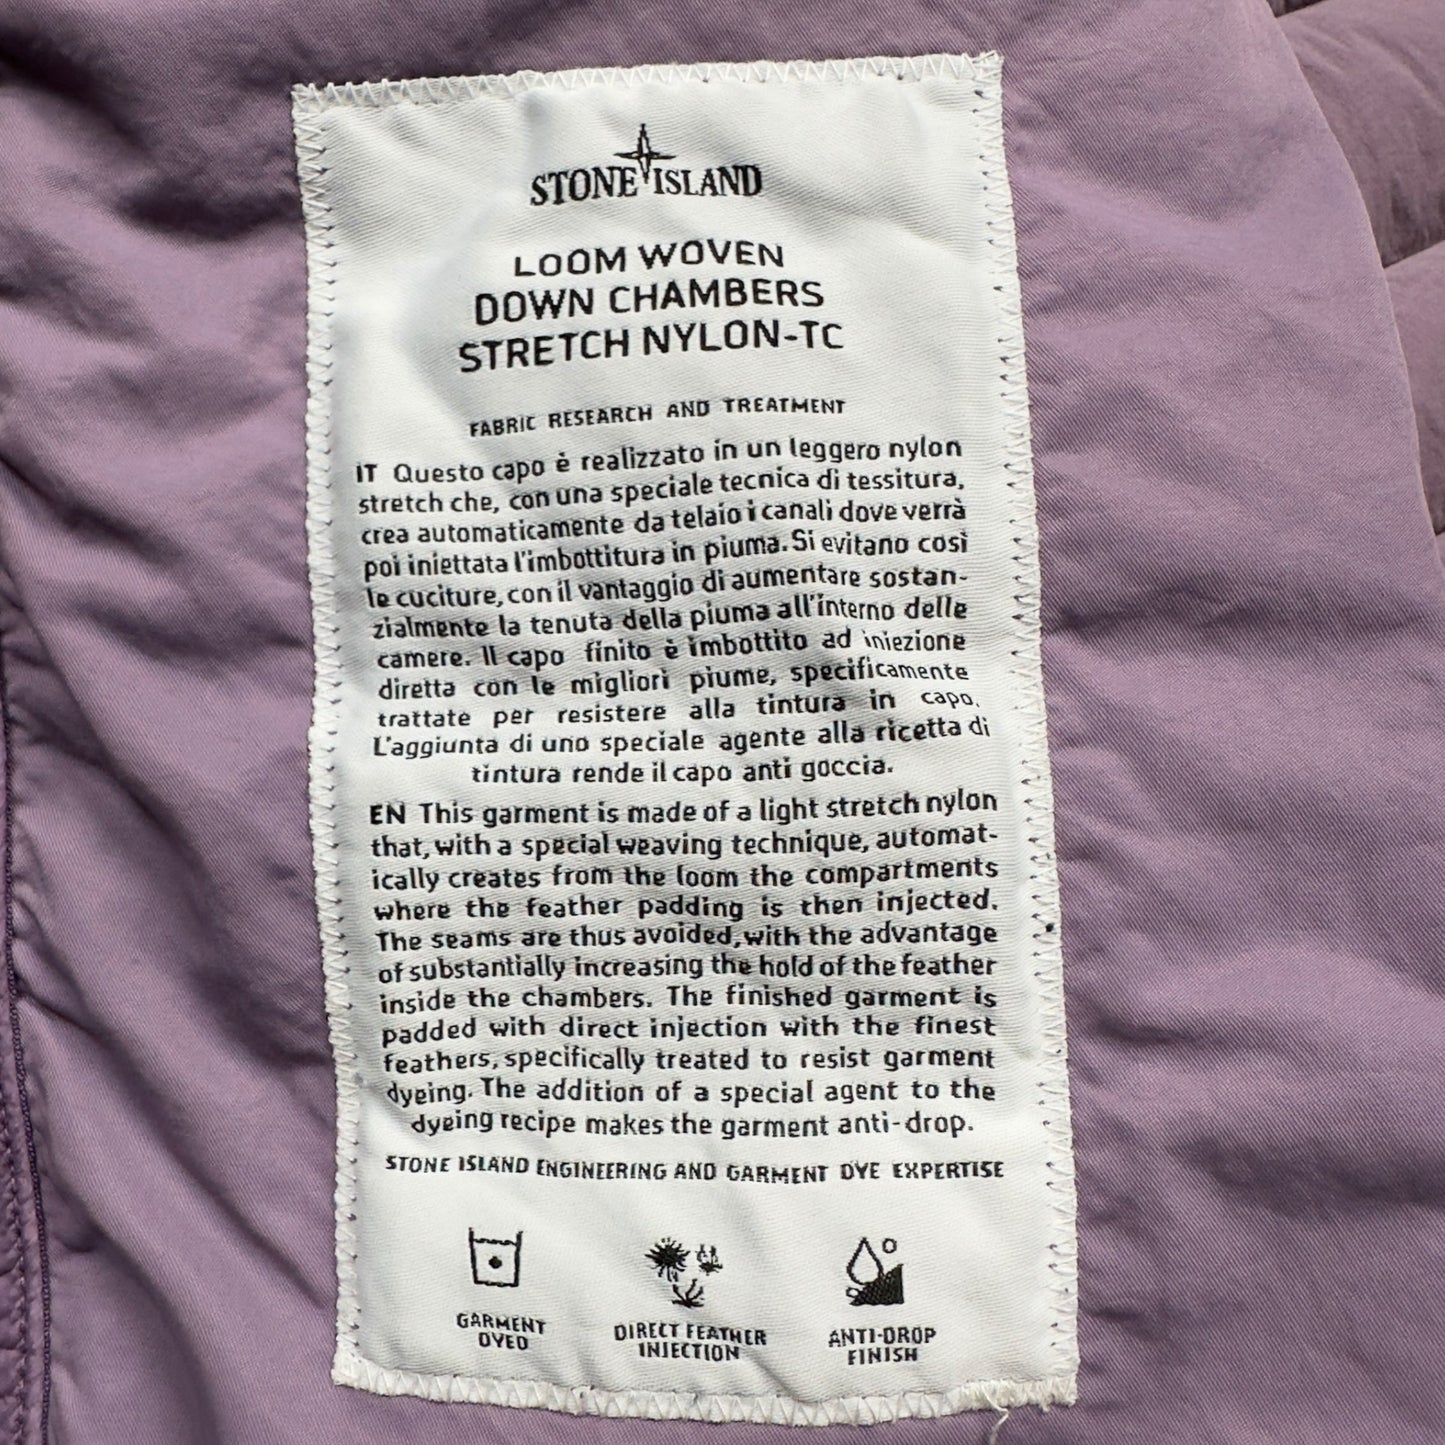 STONE ISLAND
LOOM WOVEN
DOWN CHAMBERS
STRETCH NYLON-TC
FABRIC RESEARCH AND TREATMENT
IT Questo capo è realizzato in un leggero nylon
stretch che, con una speciale tecnica di tessitura,
crea automaticamente da telaio i canali dove verrà
poi iniettata l'imbottitura in piuma. Si evitano così
le cuciture, con il vantaggio di aumentare sostan-
zialmente la tenuta della piuma all'interno delle
camere. Il capo finito è imbottito ad iniezione
diretta con le migliori piume, specificamente
trattate per resistere alla tintura in capo.
L'aggiunta di uno speciale agente alla ricetta di
tintura rende il capo anti goccia.
EN This garment is made of a light stretch nylon
that, with a special weaving technique, automat-
ically creates from the loom the compartments
where the feather padding is then injected.
The seams are thus avoided, with the advantage
of substantially increasing the hold of the feather
inside the chambers. The finished garment is
padded with direct injection with the finest
feathers, specifically treated to resist garment
dyeing. The addition of a special agent to the
dyeing recipe makes the garment anti-drop.
STONE ISLAND ENGINEERING AND GARMENT DYE EXPERTISE
GARMENT
DYED
DIRECT FEATHER
INJECTION
ANTI-DROP
FINISH